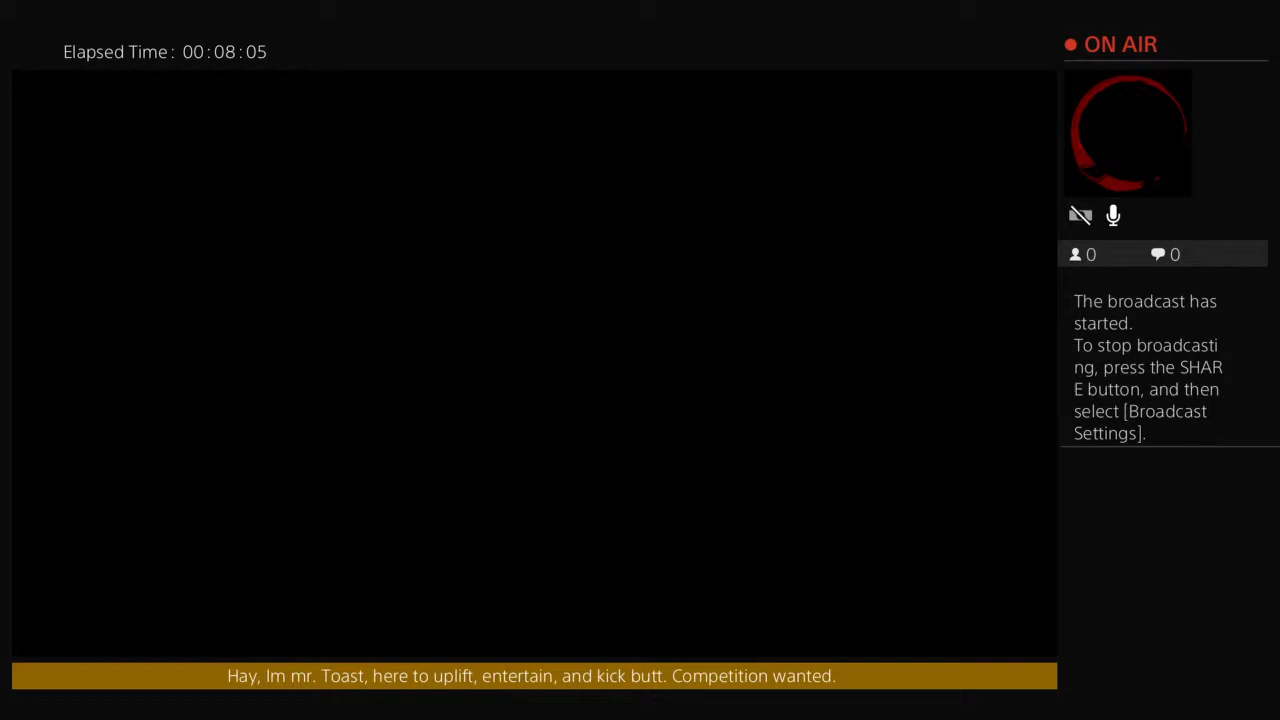 Elapsed Time: 00:08:05
ON AIR
0 0
The broadcast has
started.
To stop broadcasti
ng, press the SHAR
E button, and then
select [Broadcast
Settings].
Hay, Im mr. Toast, here to uplift, entertain, and kick butt. Competition wanted.